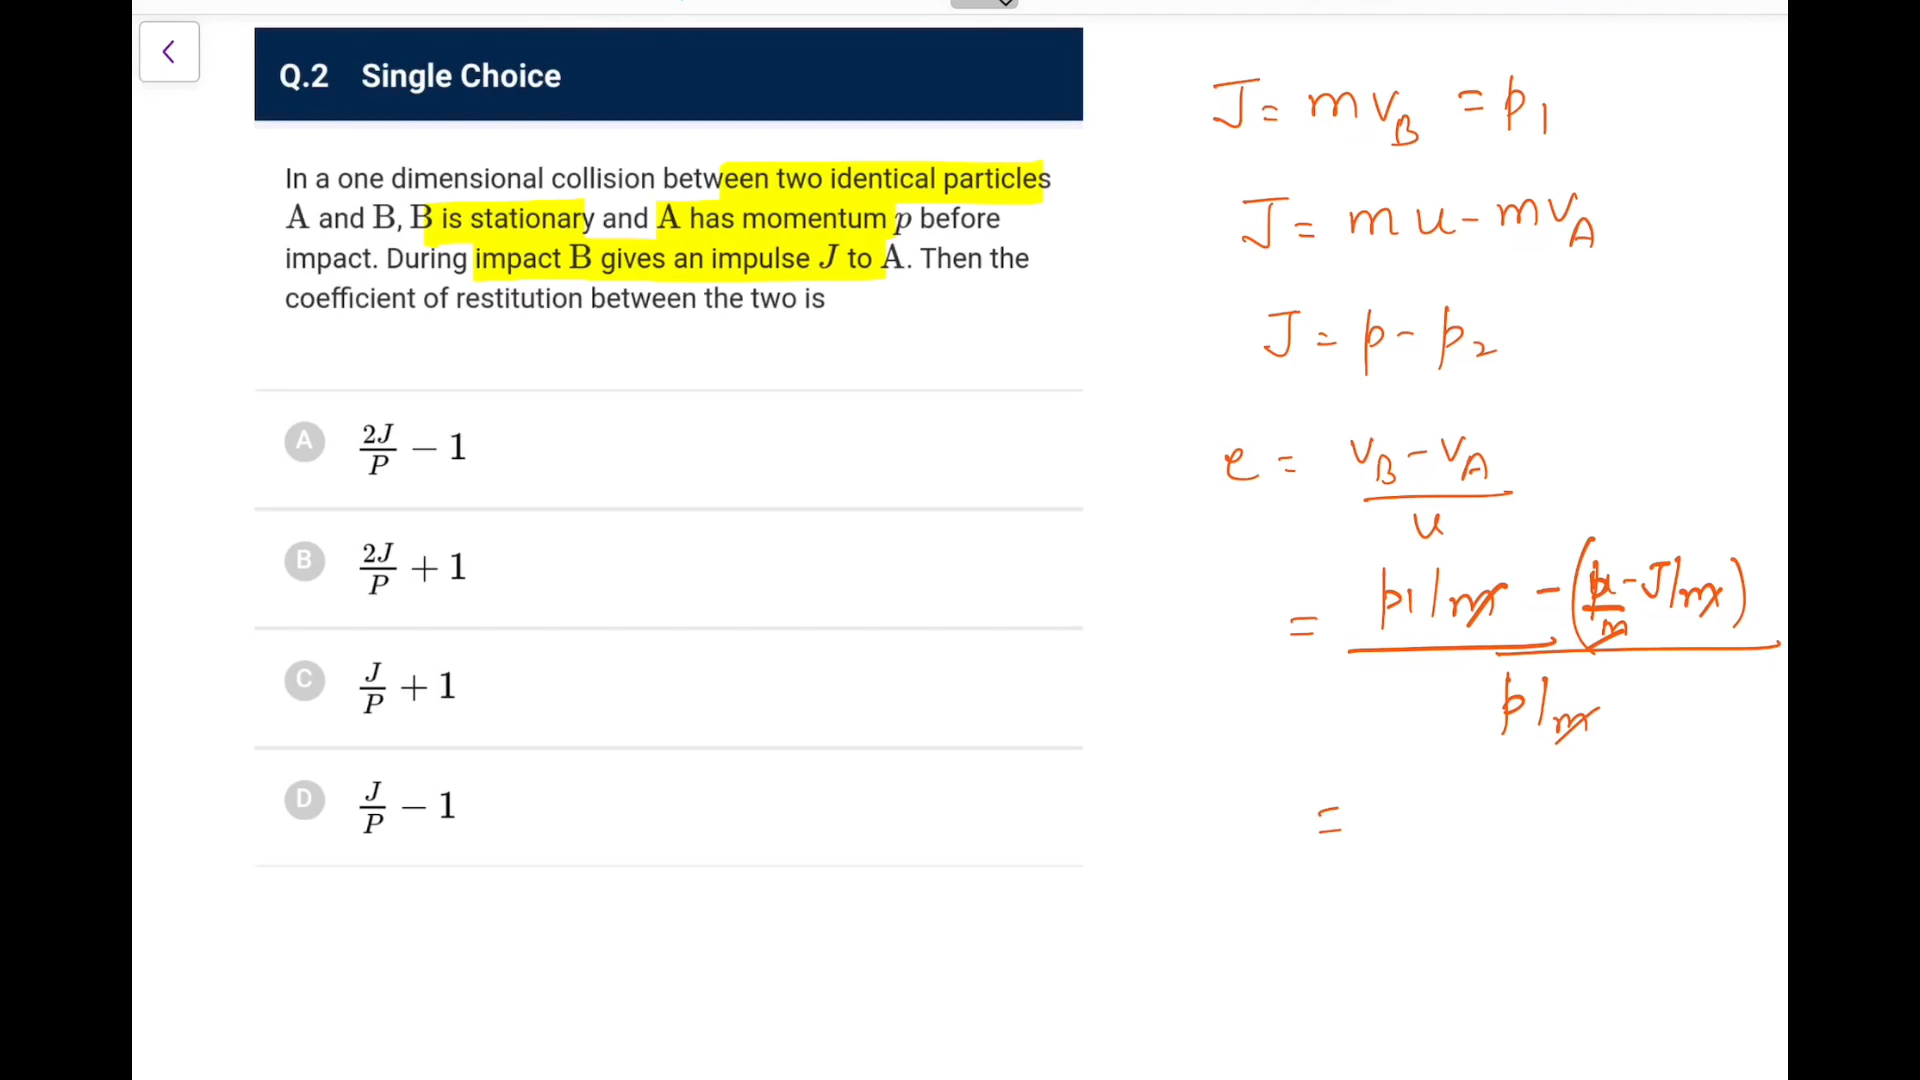 Q.2 Single Choice
In a one dimensional collision between two identical particles
A and B, B is stationary and A has momentum p before
impact. During impact B gives an impulse J to A. Then the
coefficient of restitution between the two is
A 2J/P − 1
B 2J/P + 1
C J/P + 1
D J/P − 1
J = mv_B = p_1
J = mu - mv_A
J = p - p_2
e = (v_B - v_A)/u
= (p_1/m - (p/m - J/m))/(p/m)
=